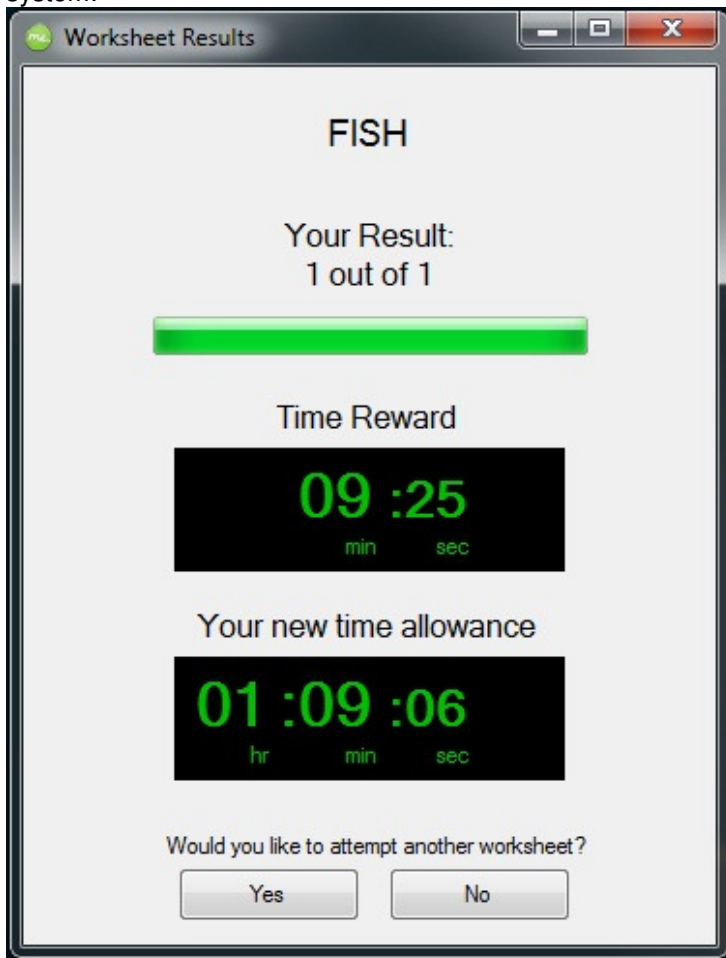 system.
Worksheet Results
FISH
Your Result:
1 out of 1
Time Reward
09 :25
min sec
Your new time allowance
01 :09 :06
hr min sec
Would you like to attempt another worksheet?
Yes No